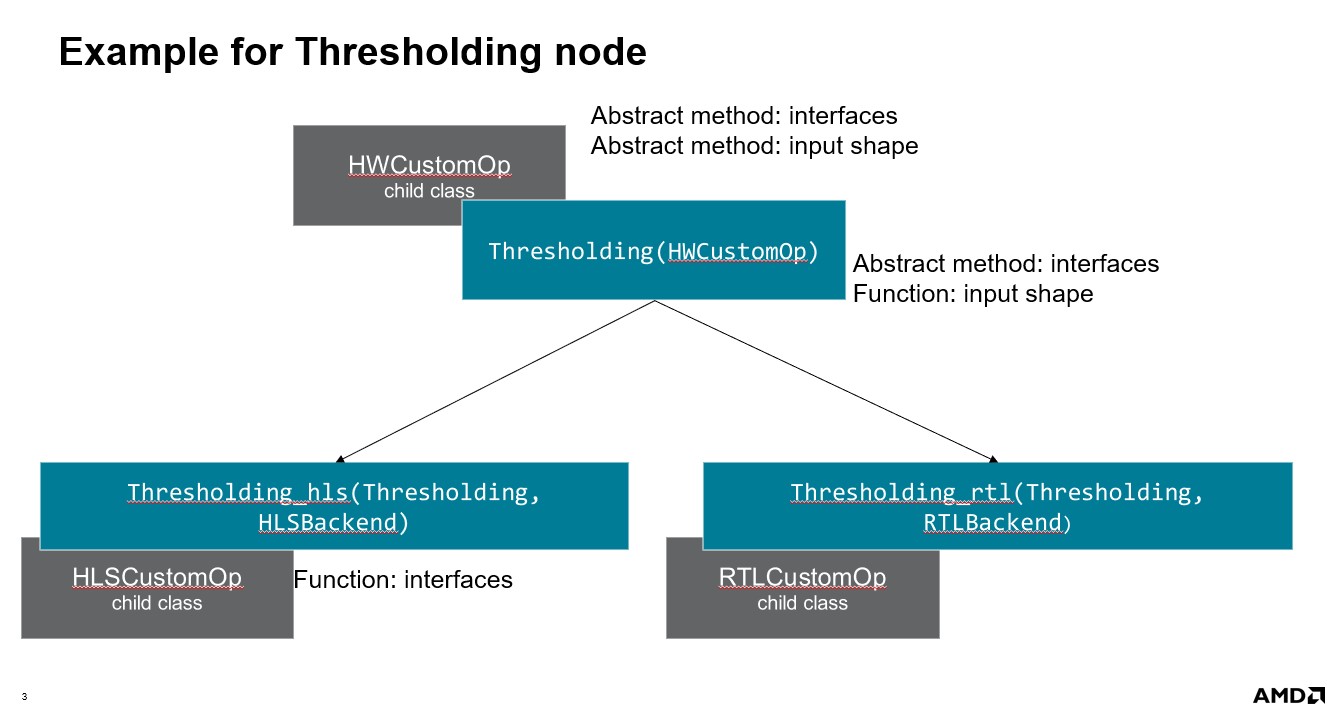 Example for Thresholding node
Abstract method: interfaces
Abstract method: input shape
HWCustomOp
child class
Thresholding(HWCustomOp)
Abstract method: interfaces
Function: input shape
Thresholding_hls(Thresholding,
HLSBackend)
Thresholding_rtl(Thresholding,
RTLBackend)
HLSCustomOp
child class
Function: interfaces
RTLCustomOp
child class
3
AMD